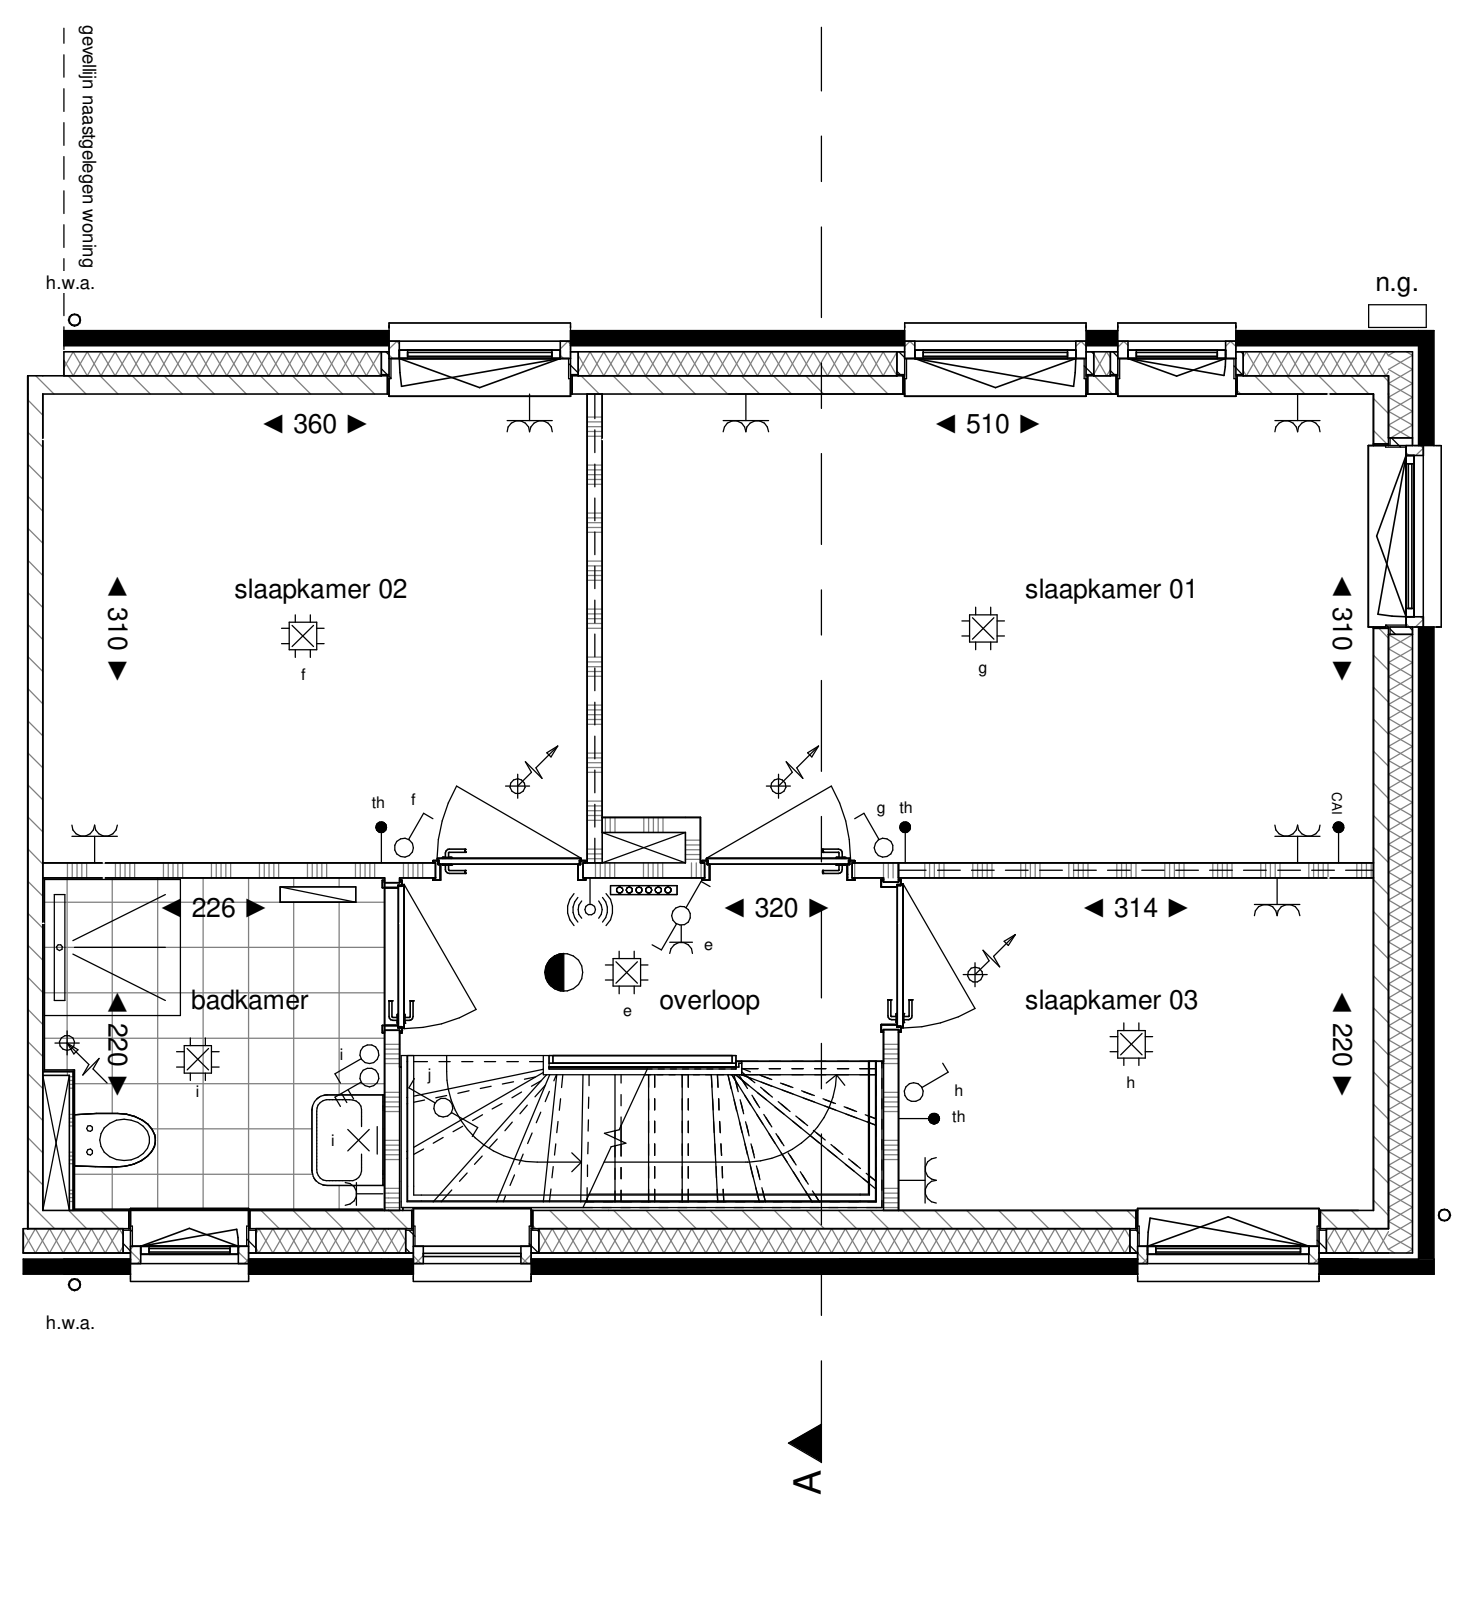 gevellijn naastgelegen woning
h.w.a.
n.g.
◄ 360 ►
◄ 510 ►
slaapkamer 02
slaapkamer 01
◄ 310 ►
◄ 310 ►
f
g
th
f
g
th
CAI
◄ 226 ►
◄ 320 ►
◄ 314 ►
e
badkamer
e
overloop
slaapkamer 03
◄ 220 ►
◄ 220 ►
i
i
j
h
h
th
i
h.w.a.
A